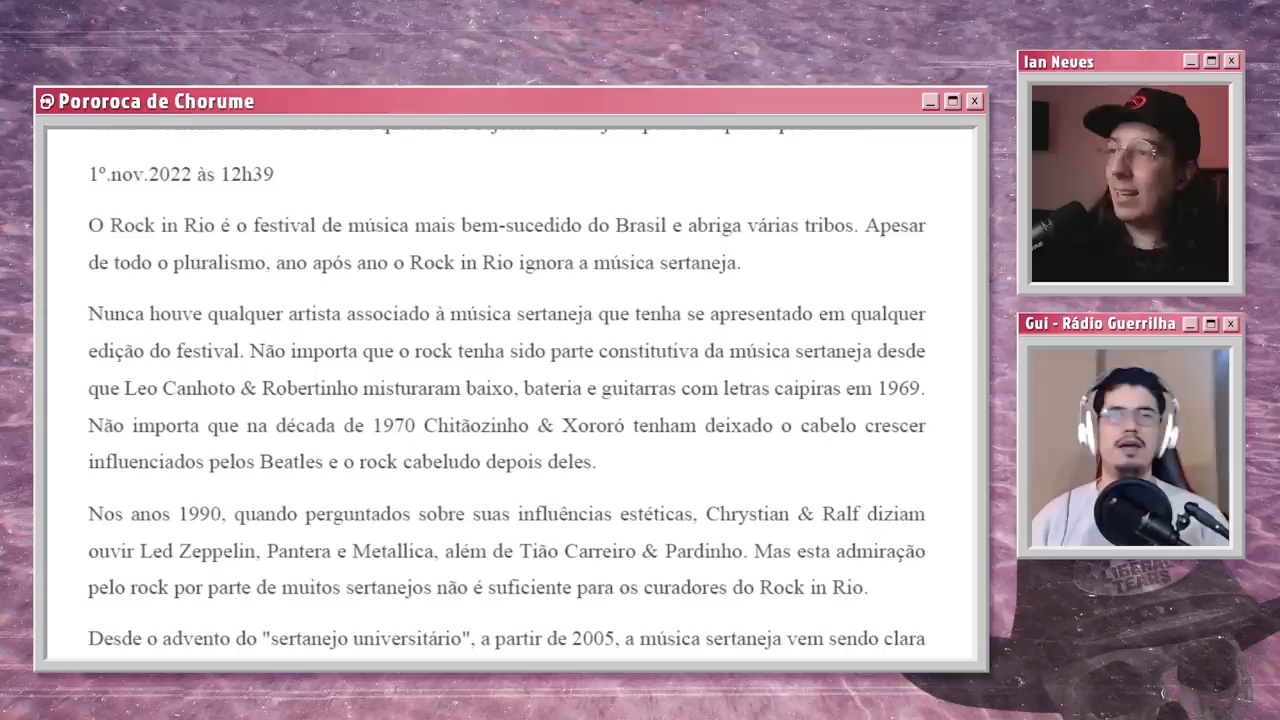 Pororoca de Chorume
1º.nov.2022 às 12h39
O Rock in Rio é o festival de música mais bem-sucedido do Brasil e abriga várias tribos. Apesar
de todo o pluralismo, ano após ano o Rock in Rio ignora a música sertaneja.
Nunca houve qualquer artista associado à música sertaneja que tenha se apresentado em qualquer
edição do festival. Não importa que o rock tenha sido parte constitutiva da música sertaneja desde
que Leo Canhoto & Robertinho misturaram baixo, bateria e guitarras com letras caipiras em 1969.
Não importa que na década de 1970 Chitãozinho & Xororó tenham deixado o cabelo crescer
influenciados pelos Beatles e o rock cabeludo depois deles.
Nos anos 1990, quando perguntados sobre suas influências estéticas, Chrystian & Ralf diziam
ouvir Led Zeppelin, Pantera e Metallica, além de Tião Carreiro & Pardinho. Mas esta admiração
pelo rock por parte de muitos sertanejos não é suficiente para os curadores do Rock in Rio.
Desde o advento do "sertanejo universitário", a partir de 2005, a música sertaneja vem sendo clara
Ian Neves
Gui - Rádio Guerrilha
LIBERAL
TEARS